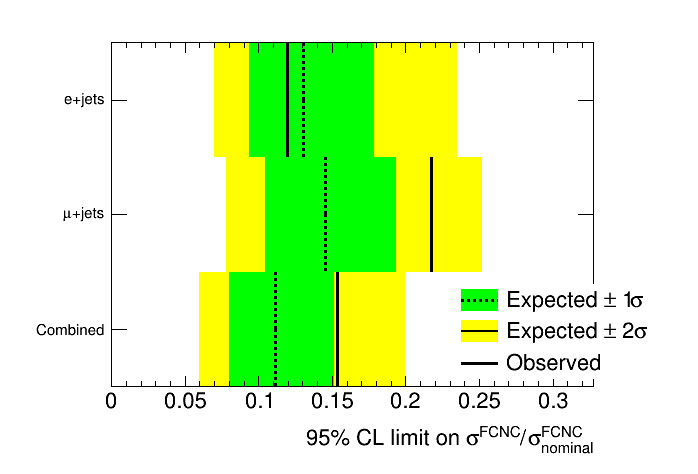 e+jets
μ+jets
Combined
Expected ± 1σ
Expected ± 2σ
Observed
0 0.05 0.1 0.15 0.2 0.25 0.3
95% CL limit on σ^FCNC/σ^FCNC_nominal